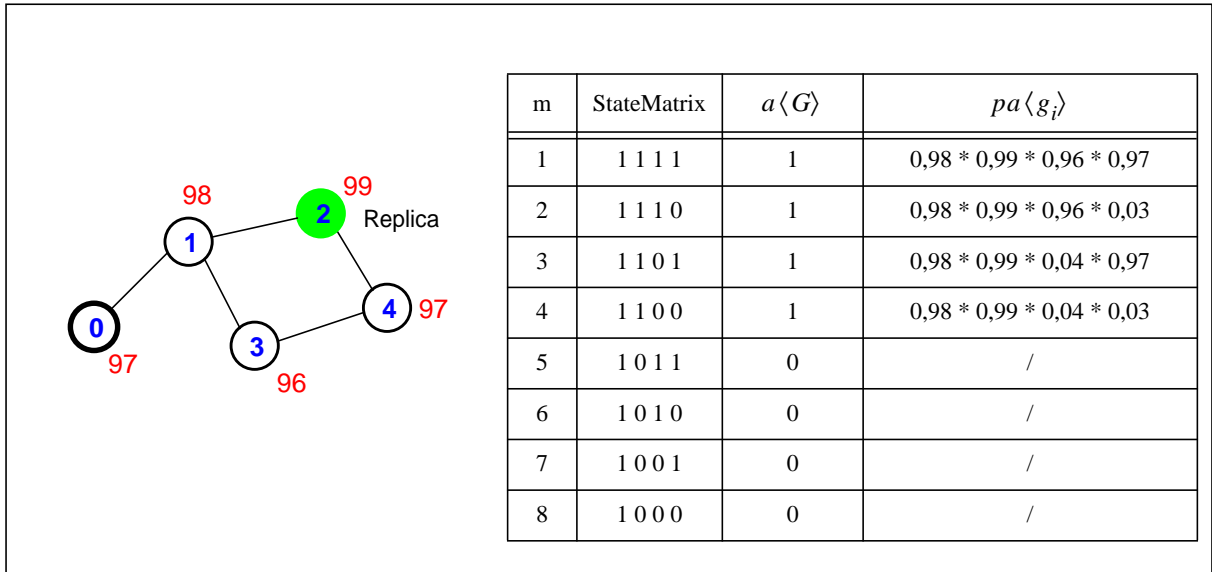 98
99
2
Replica
1
4
97
0
3
97
96
m StateMatrix a⟨G⟩ pa⟨gᵢ⟩
1 1 1 1 1 1 0,98 * 0,99 * 0,96 * 0,97
2 1 1 1 0 1 0,98 * 0,99 * 0,96 * 0,03
3 1 1 0 1 1 0,98 * 0,99 * 0,04 * 0,97
4 1 1 0 0 1 0,98 * 0,99 * 0,04 * 0,03
5 1 0 1 1 0 /
6 1 0 1 0 0 /
7 1 0 0 1 0 /
8 1 0 0 0 0 /